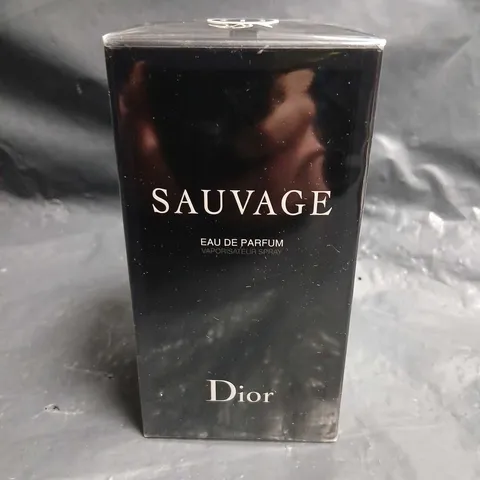 SAUVAGE
EAU DE PARFUM
VAPORISATEUR SPRAY
Dior